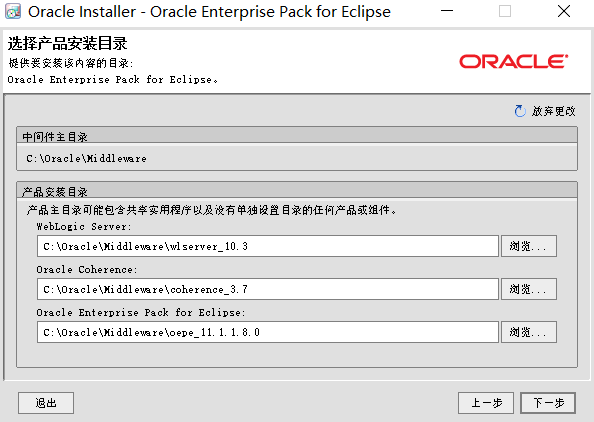 Oracle Installer - Oracle Enterprise Pack for Eclipse
选择产品安装目录
提供要安装该内容的目录:
Oracle Enterprise Pack for Eclipse。
ORACLE
放弃更改
中间件主目录
C:\Oracle\Middleware
产品安装目录
产品主目录可能包含共享实用程序以及没有单独设置目录的任何产品或组件。
WebLogic Server:
C:\Oracle\Middleware\wlserver_10.3
浏览...
Oracle Coherence:
C:\Oracle\Middleware\coherence_3.7
浏览...
Oracle Enterprise Pack for Eclipse:
C:\Oracle\Middleware\oepe_11.1.1.8.0
浏览...
退出
上一步
下一步